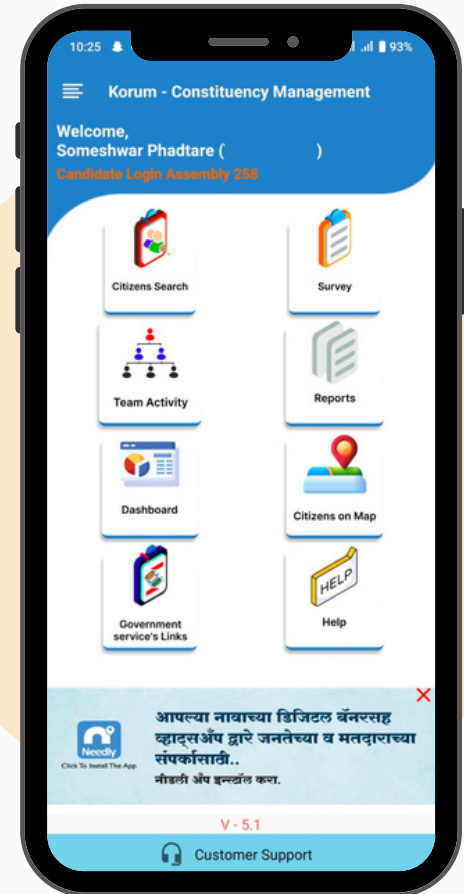 10:25
93%
Korum - Constituency Management
Welcome,
Someshwar Phadtare ( )
Candidate Login Assembly 258
Citizens Search
Survey
Team Activity
Reports
Dashboard
Citizens on Map
Government
service's Links
HELP
Help
आपल्या नावाच्या डिजिटल बॅनरसह
व्हाट्सअँप द्वारे जनतेच्या व मतदाराच्या
संपर्कासाठी..
नीडली अँप इन्स्टॉल करा.
Needly
Click To Install The App
V - 5.1
Customer Support